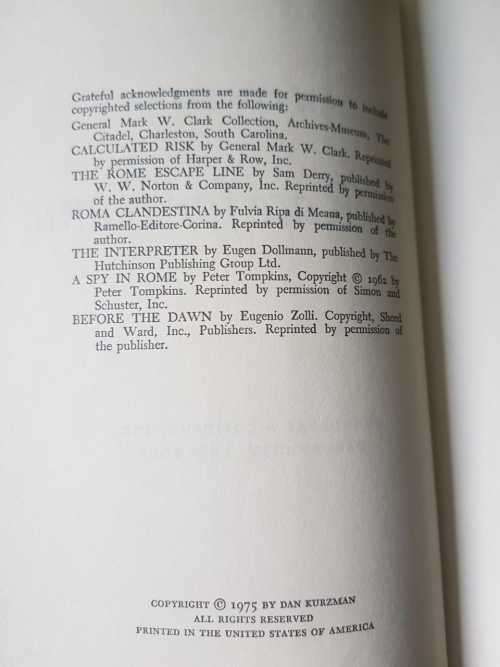 Grateful acknowledgments are made for permission to include
copyrighted selections from the following:
General Mark W. Clark Collection, Archives-Museum, The
Citadel, Charleston, South Carolina.
CALCULATED RISK by General Mark W. Clark. Reprinted
by permission of Harper & Row, Inc.
THE ROME ESCAPE LINE by Sam Derry, published by
W. W. Norton & Company, Inc. Reprinted by permission
of the author.
ROMA CLANDESTINA by Fulvia Ripa di Meana, published by
Ramello-Editore-Corina. Reprinted by permission of the
author.
THE INTERPRETER by Eugen Dollmann, published by The
Hutchinson Publishing Group Ltd.
A SPY IN ROME by Peter Tompkins, Copyright © 1962 by
Peter Tompkins. Reprinted by permission of Simon and
Schuster, Inc.
BEFORE THE DAWN by Eugenio Zolli. Copyright, Sheed
and Ward, Inc., Publishers. Reprinted by permission of
the publisher.
COPYRIGHT © 1975 BY DAN KURZMAN
ALL RIGHTS RESERVED
PRINTED IN THE UNITED STATES OF AMERICA